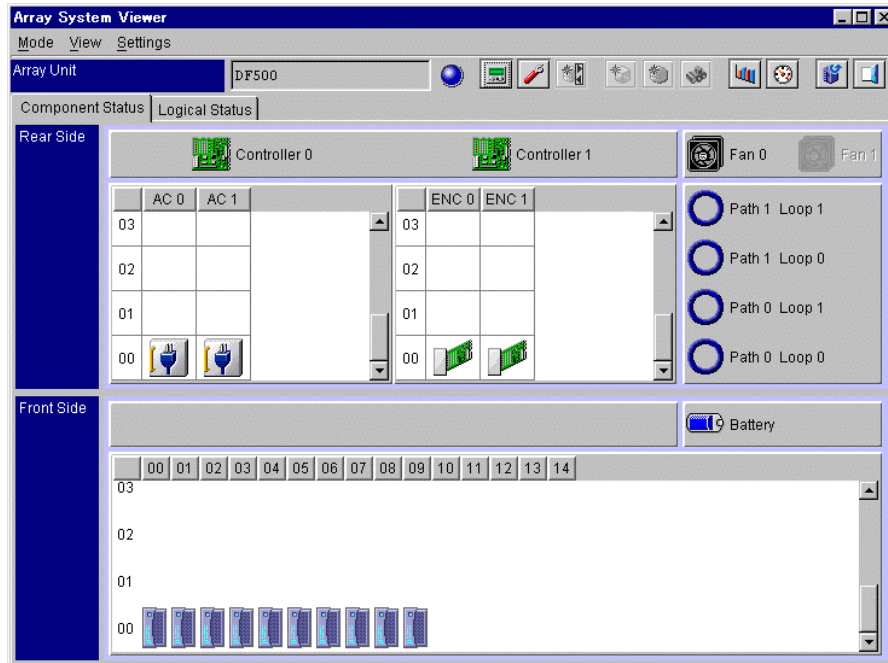 Array System Viewer
Mode View Settings
Array Unit DF500
Component Status Logical Status
Rear Side Controller 0 Controller 1 Fan 0 Fan 1
AC 0 AC 1 ENC 0 ENC 1
03 03
02 02
01 01
00 00
Path 1 Loop 1
Path 1 Loop 0
Path 0 Loop 1
Path 0 Loop 0
Front Side Battery
00 01 02 03 04 05 06 07 08 09 10 11 12 13 14
03
02
01
00